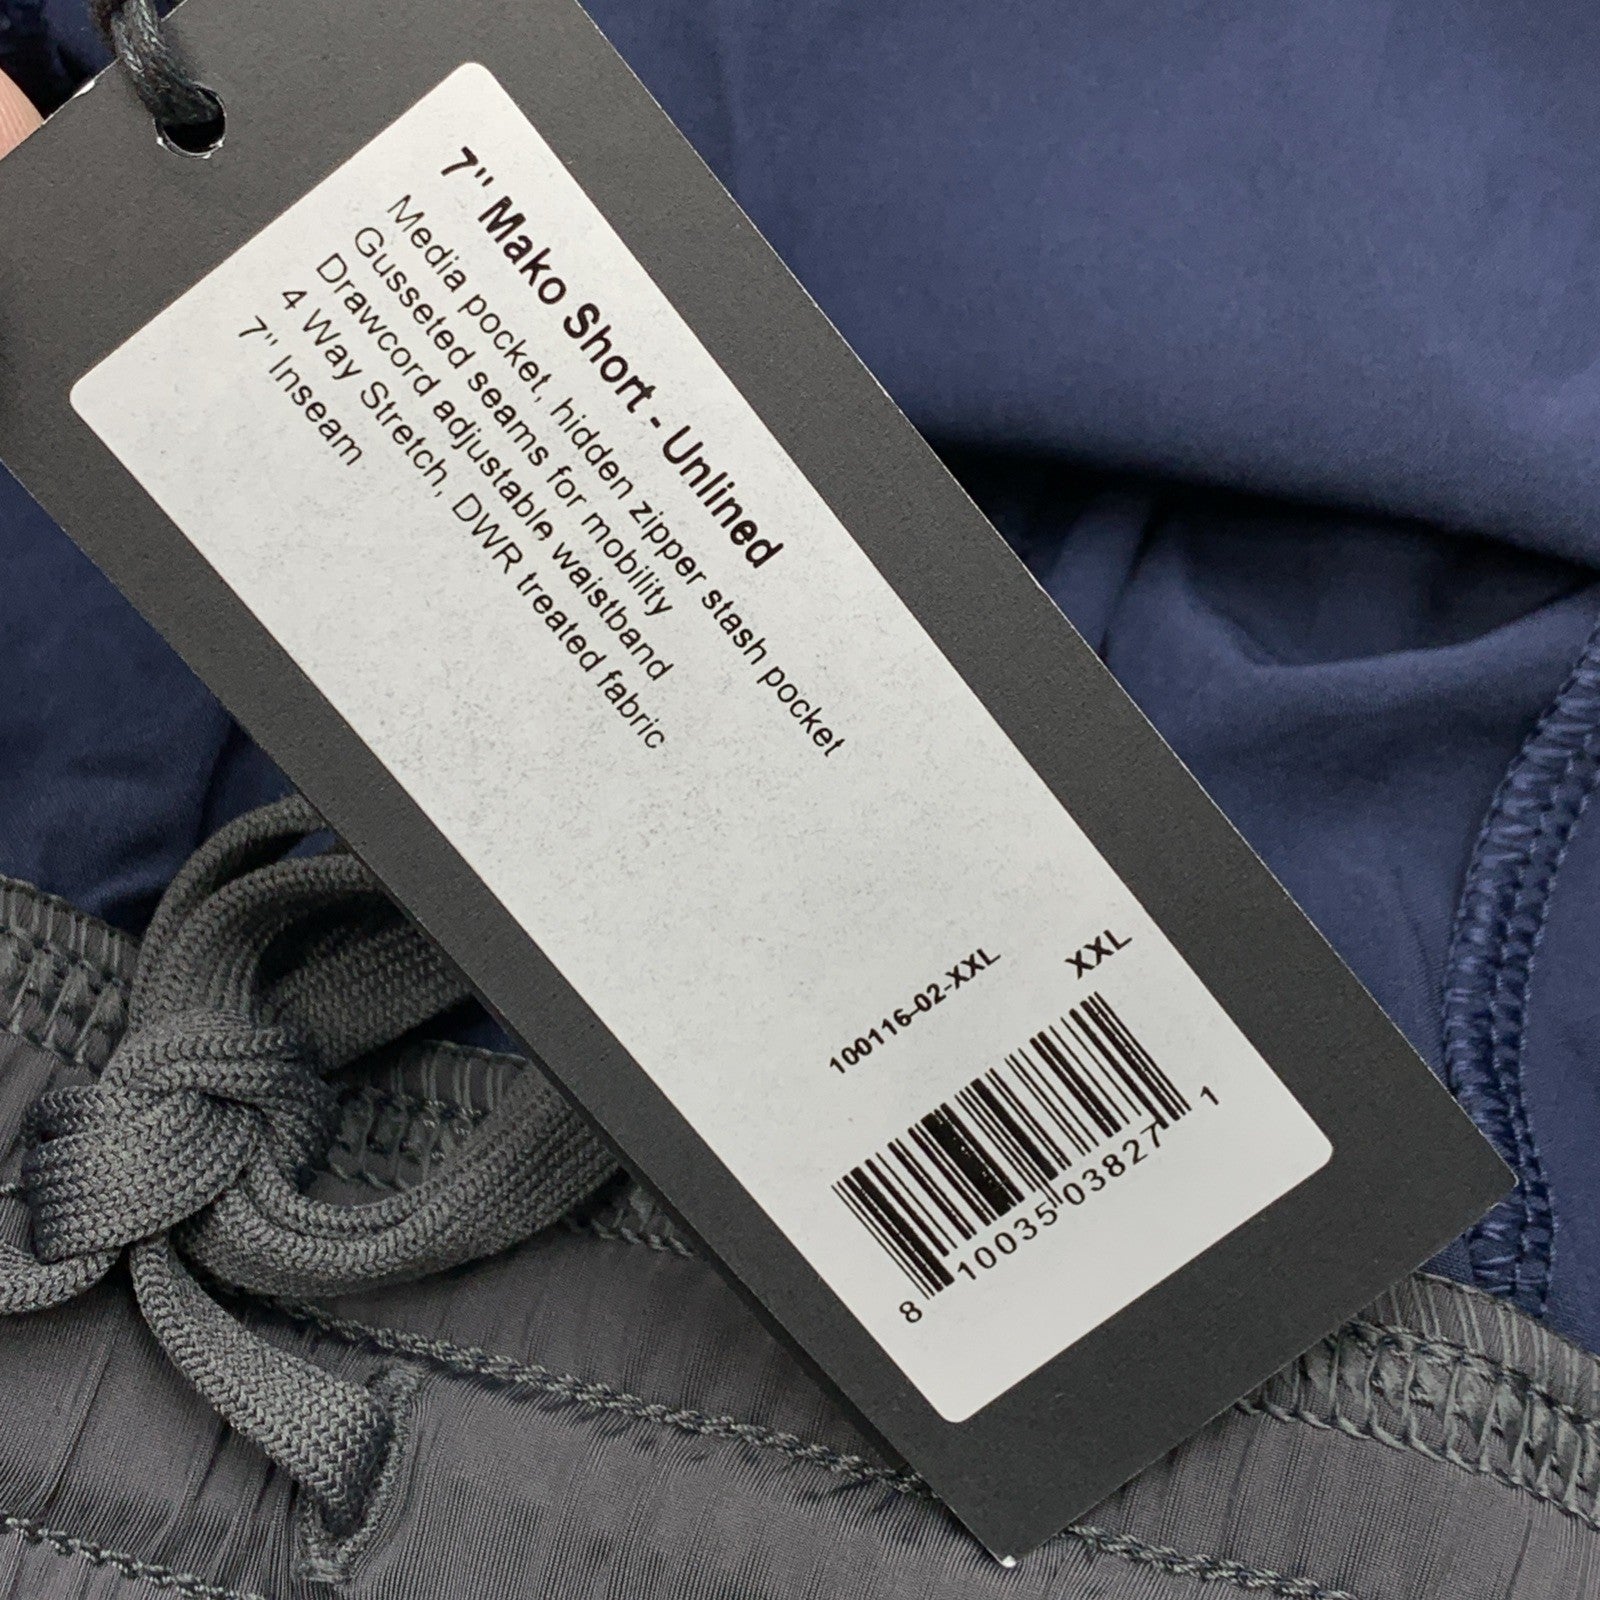 7" Mako Short - Unlined
Media pocket, hidden zipper stash pocket
Gusseted seams for mobility
Drawcord adjustable waistband
4 Way Stretch, DWR treated fabric
7" Inseam
100116-02-XXL XXL
8 10035 03827 1